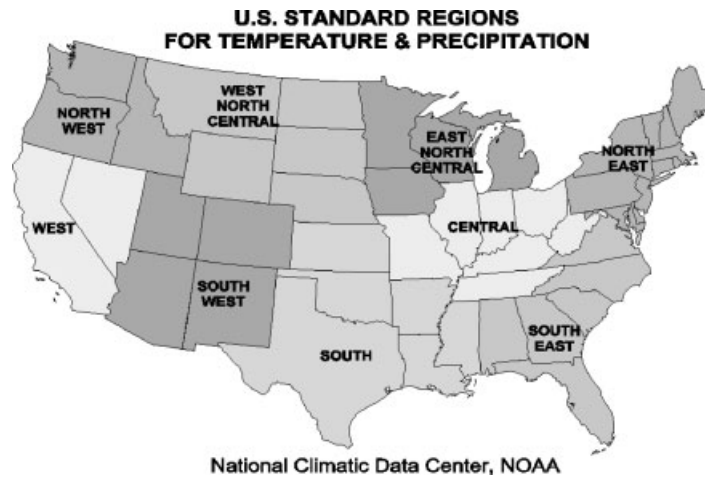 U.S. STANDARD REGIONS
FOR TEMPERATURE & PRECIPITATION
NORTH
WEST
WEST
NORTH
CENTRAL
EAST
NORTH
CENTRAL
NORTH
EAST
WEST
CENTRAL
SOUTH
WEST
SOUTH
SOUTH
EAST
National Climatic Data Center, NOAA